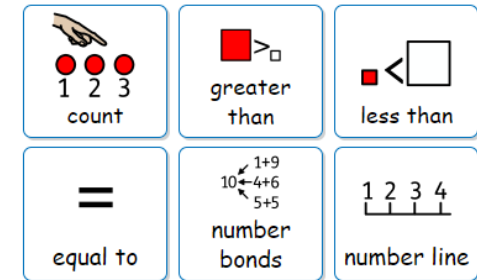 1 2 3
count
>
greater
than
<
less than
=
equal to
1+9
10 4+6
5+5
number
bonds
1 2 3 4
number line